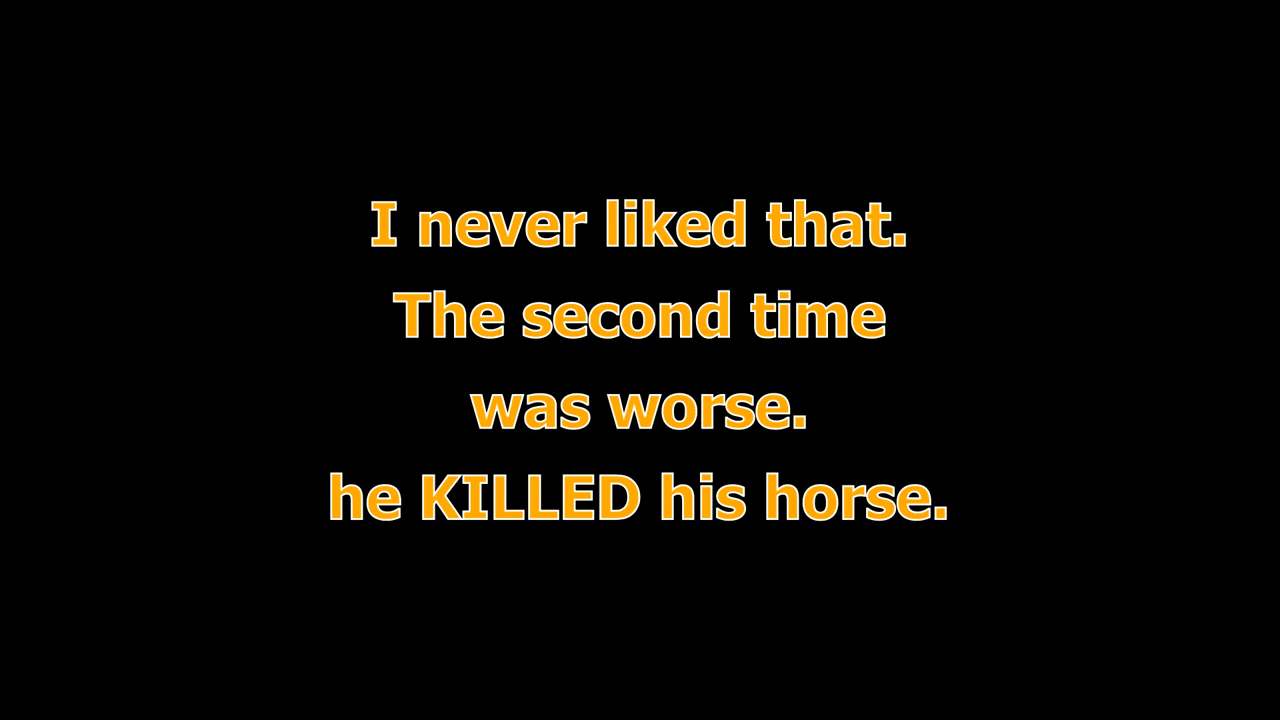 I never liked that.
The second time
was worse.
he KILLED his horse.